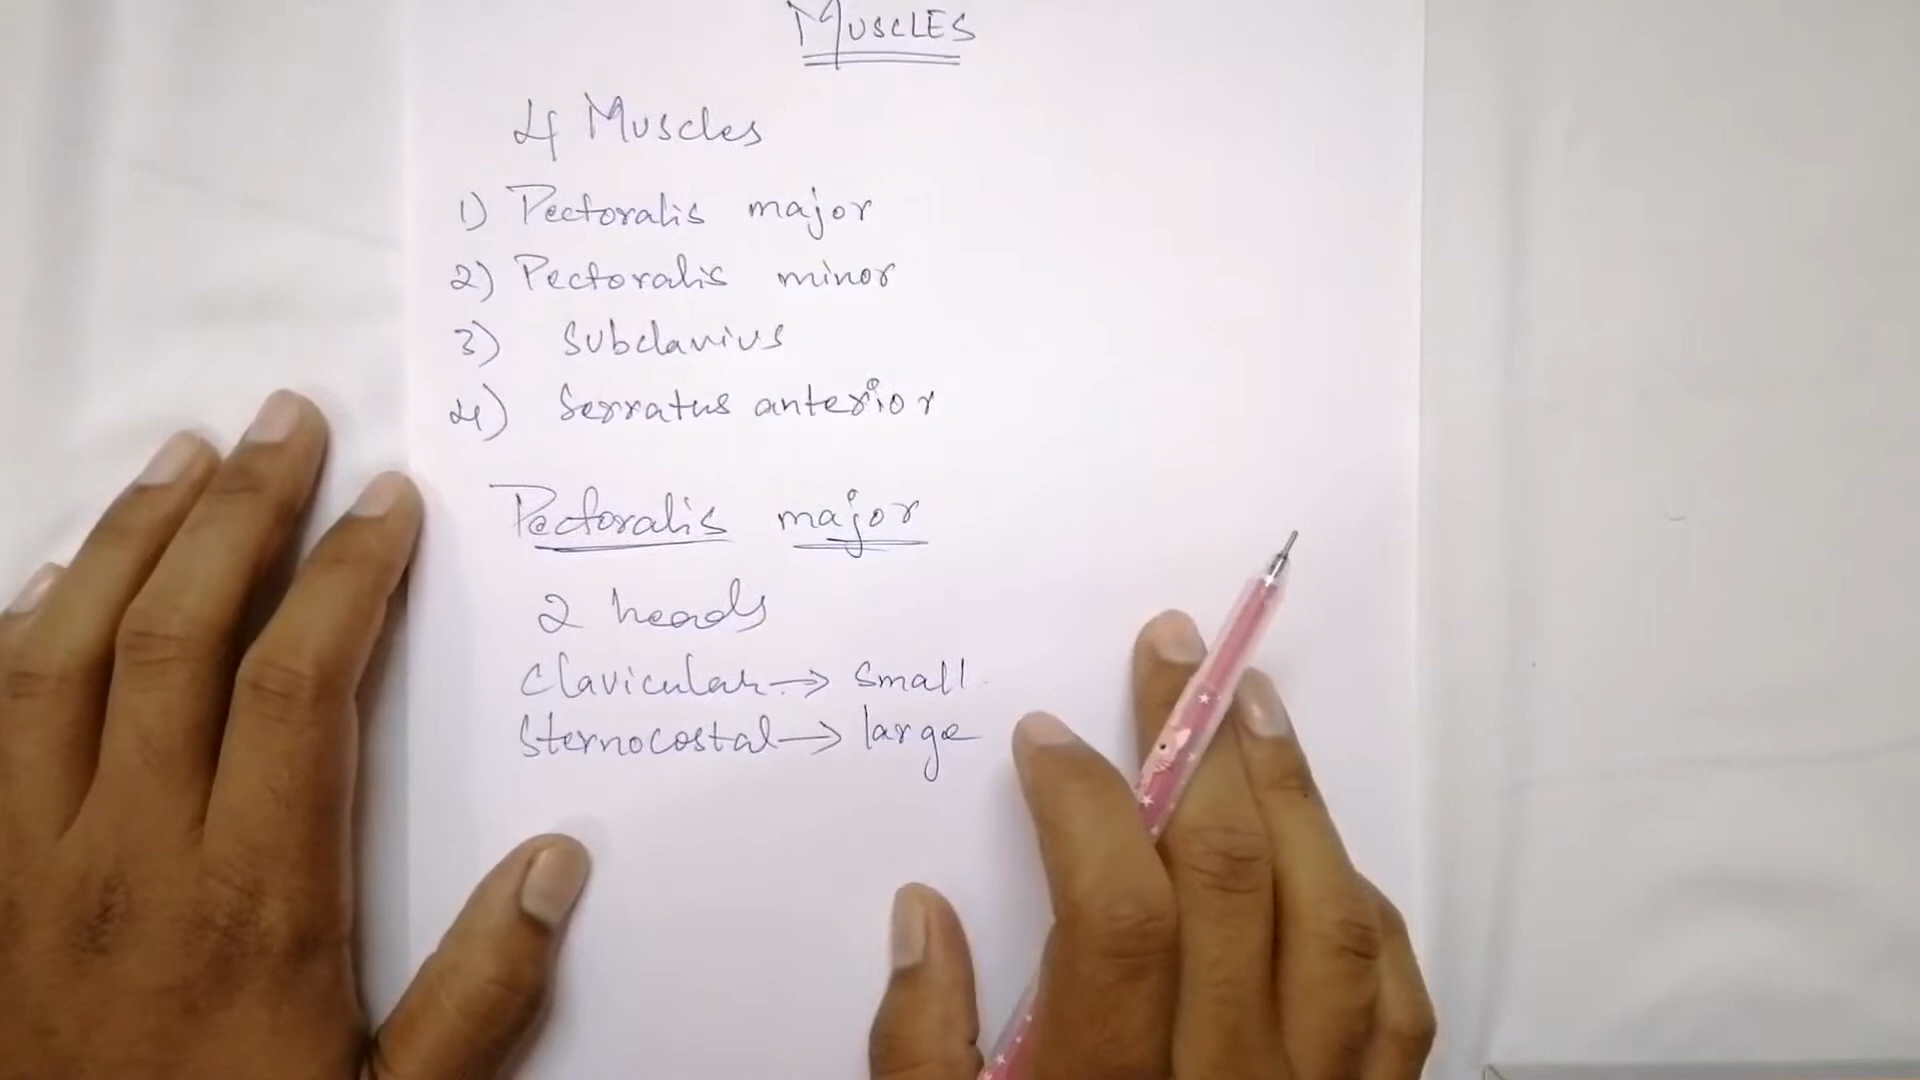 MUSCLES
4 Muscles
1) Pectoralis major
2) Pectoralis minor
3) Subclavius
4) Serratus anterior
Pectoralis major
2 heads
Clavicular → Small
Sternocostal → large